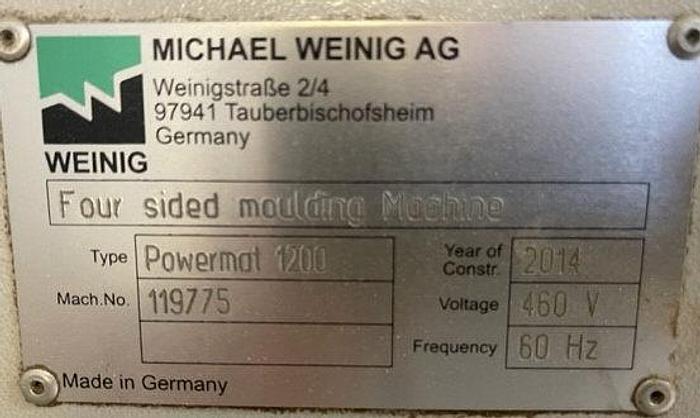 MICHAEL WEINIG AG
Weinigstraße 2/4
97941 Tauberbischofsheim
Germany
WEINIG
Four sided moulding Machine
Type Powermat 1200 Year of Constr. 2014
Mach.No. 119775 Voltage 460 V
Frequency 60 Hz
Made in Germany